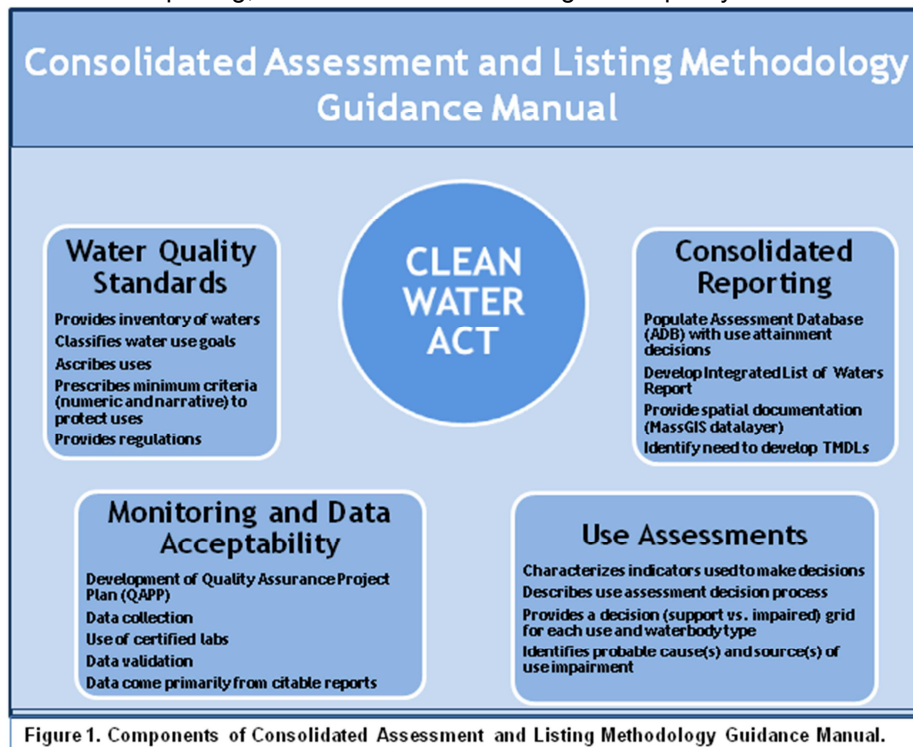 Consolidated Assessment and Listing Methodology
Guidance Manual
CLEAN
WATER
ACT
Water Quality
Standards
Provides inventory of waters
Classifies water use goals
Ascribes uses
Prescribes minimum criteria
(numeric and narrative) to
protect uses
Provides regulations
Consolidated
Reporting
Populate Assessment Database
(ADB) with use attainment
decisions
Develop Integrated List of Waters
Report
Provide spatial documentation
(MassGIS datalayer)
Identify need to develop TMDLs
Monitoring and Data
Acceptability
Development of Quality Assurance Project
Plan (QAPP)
Data collection
Use of certified labs
Data validation
Data come primarily from citable reports
Use Assessments
Characterizes indicators used to make decisions
Describes use assessment decision process
Provides a decision (support vs. impaired) grid
for each use and waterbody type
Identifies probable cause(s) and source(s) of
use impairment
Figure 1. Components of Consolidated Assessment and Listing Methodology Guidance Manual.